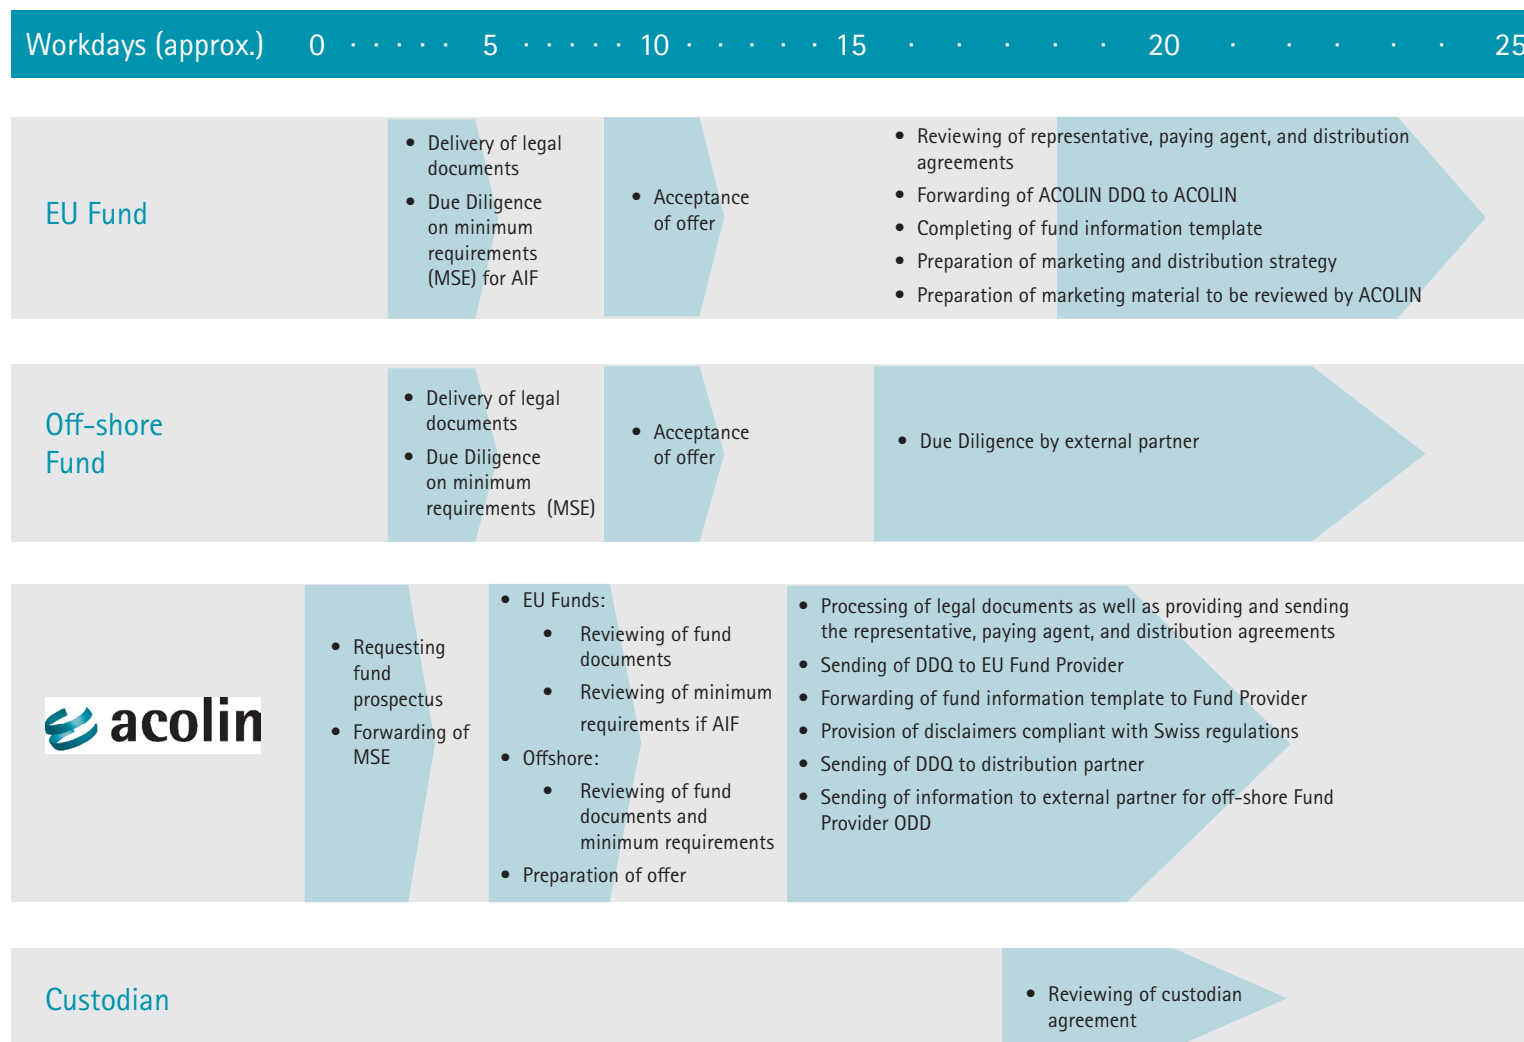 Workdays (approx.) 0 · · · · · 5 · · · · · 10 · · · · · 15 · · · · · 20 · · · · · 25
EU Fund
• Delivery of legal
documents
• Due Diligence
on minimum
requirements
(MSE) for AIF
• Acceptance
of offer
• Reviewing of representative, paying agent, and distribution
agreements
• Forwarding of ACOLIN DDQ to ACOLIN
• Completing of fund information template
• Preparation of marketing and distribution strategy
• Preparation of marketing material to be reviewed by ACOLIN
Off-shore
Fund
• Delivery of legal
documents
• Due Diligence
on minimum
requirements (MSE)
• Acceptance
of offer
• Due Diligence by external partner
acolin
• Requesting
fund
prospectus
• Forwarding of
MSE
• EU Funds:
• Reviewing of fund
documents
• Reviewing of minimum
requirements if AIF
• Offshore:
• Reviewing of fund
documents and
minimum requirements
• Preparation of offer
• Processing of legal documents as well as providing and sending
the representative, paying agent, and distribution agreements
• Sending of DDQ to EU Fund Provider
• Forwarding of fund information template to Fund Provider
• Provision of disclaimers compliant with Swiss regulations
• Sending of DDQ to distribution partner
• Sending of information to external partner for off-shore Fund
Provider ODD
Custodian
• Reviewing of custodian
agreement